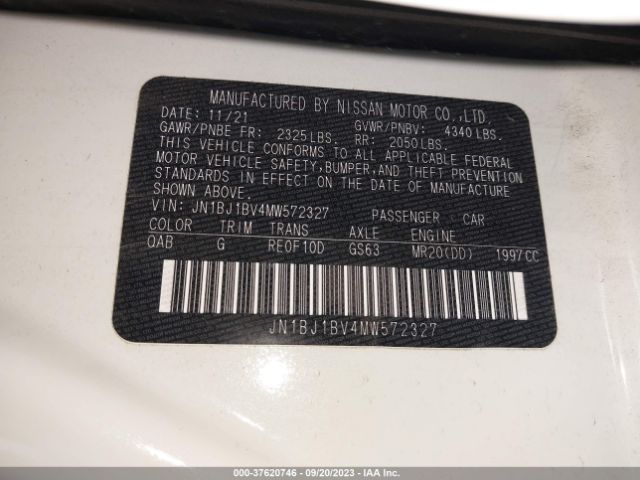 MANUFACTURED BY NISSAN MOTOR CO.,LTD.
DATE: 11/21 GVWR/PNBV: 4340 LBS.
GAWR/PNBE FR: 2325 LBS. RR: 2050 LBS.
THIS VEHICLE CONFORMS TO ALL APPLICABLE FEDERAL
MOTOR VEHICLE SAFETY, BUMPER, AND THEFT PREVENTION
STANDARDS IN EFFECT ON THE DATE OF MANUFACTURE
SHOWN ABOVE.
VIN: JN1BJ1BV4MW572327 PASSENGER CAR
COLOR TRIM TRANS AXLE ENGINE
QAB G RE0F10D GS63 MR20(DD) 1997CC
JN1BJ1BV4MW572327
000-37620746 - 09/20/2023 - IAAI.COM